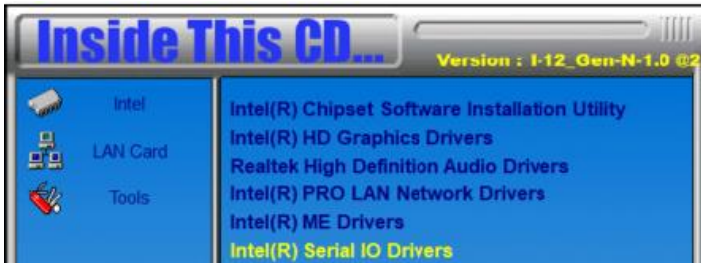 Inside This CD...
Version : I-12_Gen-N-1.0 @2
Intel
LAN Card
Tools
Intel(R) Chipset Software Installation Utility
Intel(R) HD Graphics Drivers
Realtek High Definition Audio Drivers
Intel(R) PRO LAN Network Drivers
Intel(R) ME Drivers
Intel(R) Serial IO Drivers